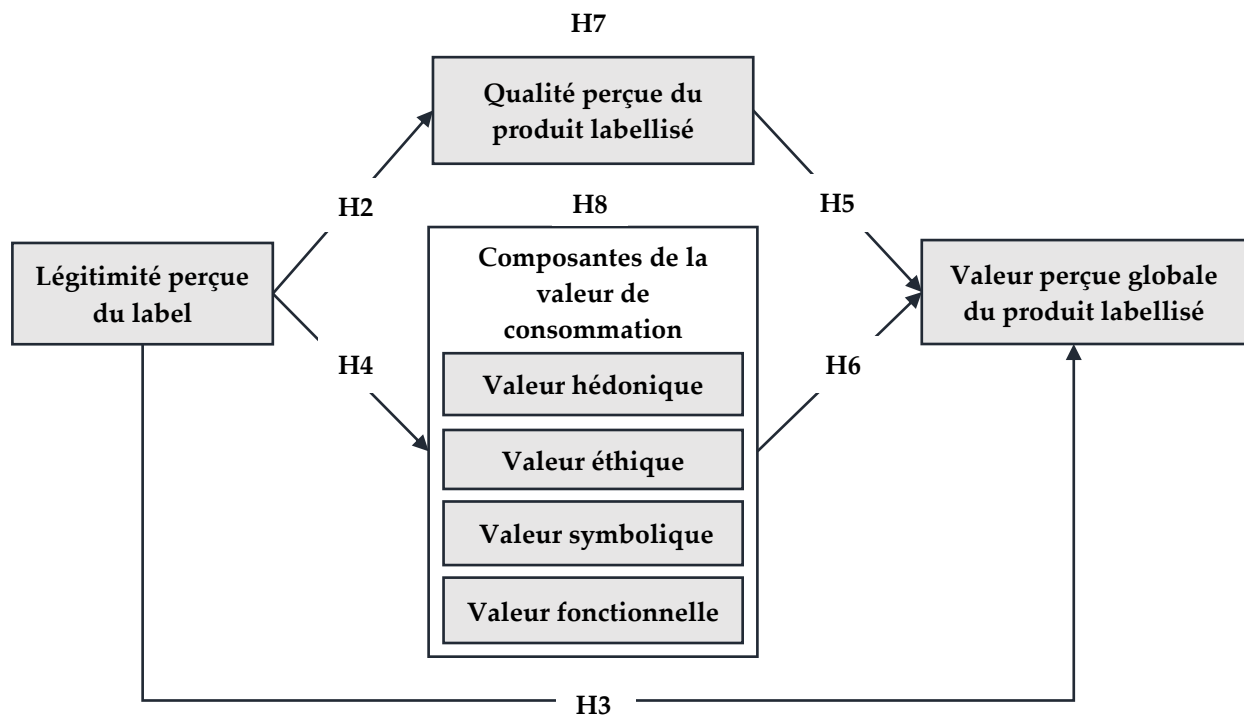 H7
Qualité perçue du
produit labellisé
H2
H8
H5
Légitimité perçue
du label
Composantes de la
valeur de
consommation
Valeur perçue globale
du produit labellisé
H4
H6
Valeur hédonique
Valeur éthique
Valeur symbolique
Valeur fonctionnelle
H3